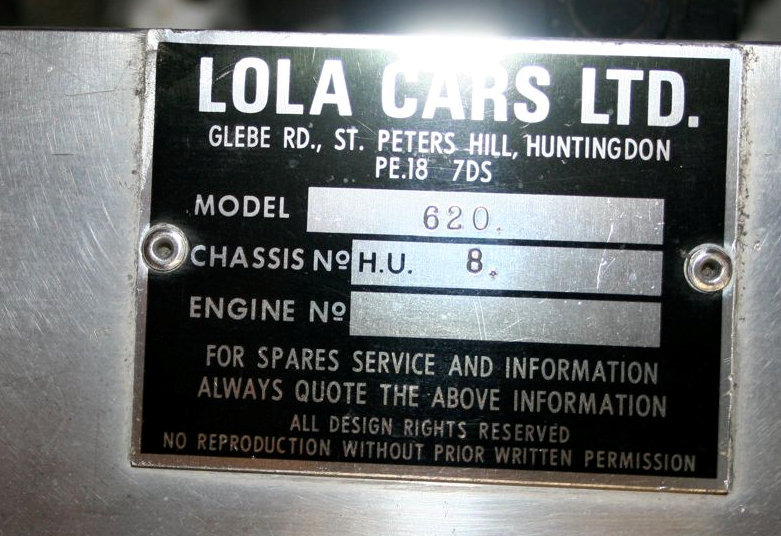 LOLA CARS LTD.
GLEBE RD., ST. PETERS HILL, HUNTINGDON
PE.18 7DS
MODEL 620.
CHASSIS Nº H.U. 8.
ENGINE Nº
FOR SPARES SERVICE AND INFORMATION
ALWAYS QUOTE THE ABOVE INFORMATION
ALL DESIGN RIGHTS RESERVED
NO REPRODUCTION WITHOUT PRIOR WRITTEN PERMISSION